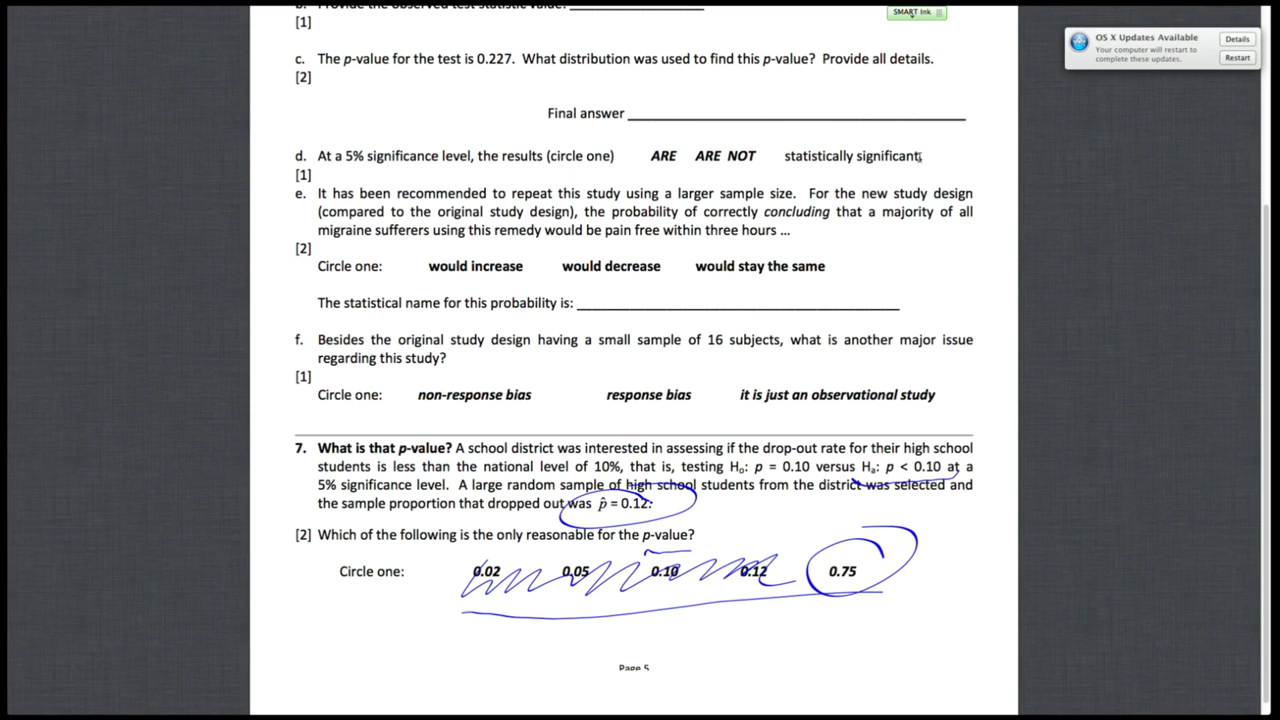 b. Provide the observed test statistic value: _______________
SMART Ink
[1]
OS X Updates Available
Your computer will restart to
complete these updates.
Details
Restart
c. The p-value for the test is 0.227. What distribution was used to find this p-value? Provide all details.
[2]
Final answer _______________
d. At a 5% significance level, the results (circle one) ARE ARE NOT statistically significant.
[1]
e. It has been recommended to repeat this study using a larger sample size. For the new study design
(compared to the original study design), the probability of correctly concluding that a majority of all
migraine sufferers using this remedy would be pain free within three hours ...
[2]
Circle one: would increase would decrease would stay the same
The statistical name for this probability is: _______________
f. Besides the original study design having a small sample of 16 subjects, what is another major issue
regarding this study?
[1]
Circle one: non-response bias response bias it is just an observational study
7. What is that p-value? A school district was interested in assessing if the drop-out rate for their high school
students is less than the national level of 10%, that is, testing H₀: p = 0.10 versus Hₐ: p < 0.10 at a
5% significance level. A large random sample of high school students from the district was selected and
the sample proportion that dropped out was p̂ = 0.12.
[2] Which of the following is the only reasonable for the p-value?
Circle one: 0.02 0.05 0.10 0.12 0.75
Page 5